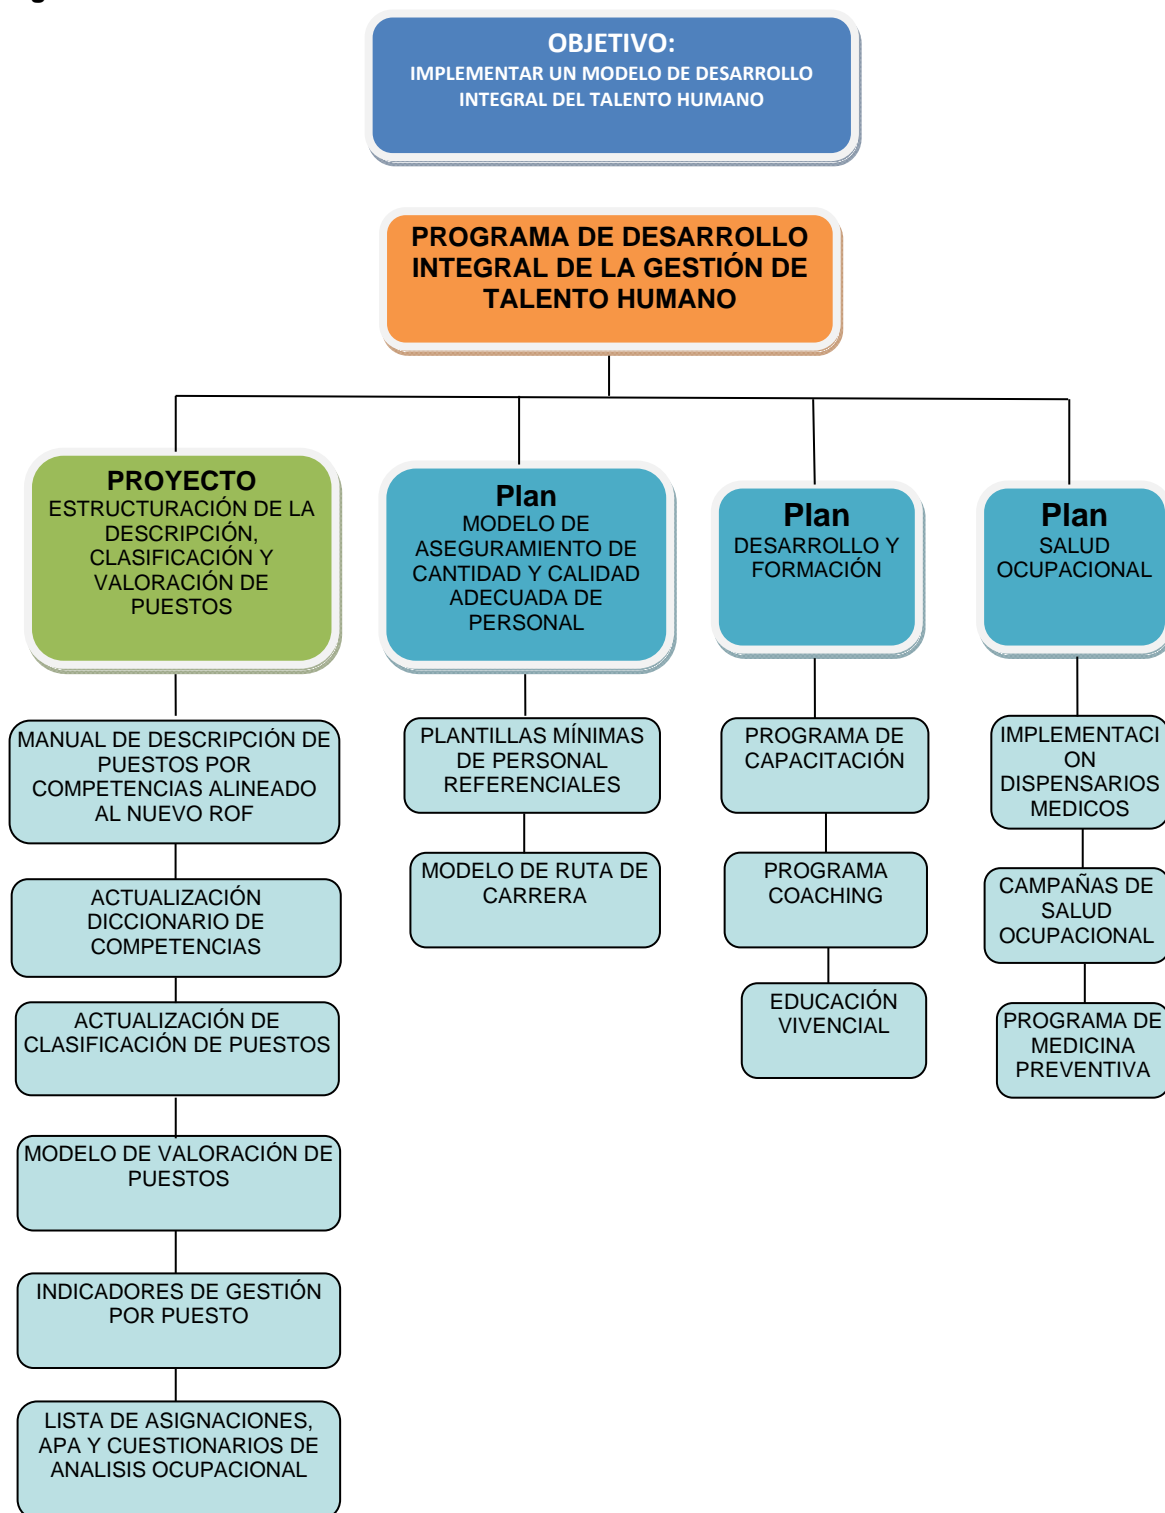 OBJETIVO:
IMPLEMENTAR UN MODELO DE DESARROLLO
INTEGRAL DEL TALENTO HUMANO
PROGRAMA DE DESARROLLO
INTEGRAL DE LA GESTIÓN DE
TALENTO HUMANO
PROYECTO
ESTRUCTURACIÓN DE LA
DESCRIPCIÓN,
CLASIFICACIÓN Y
VALORACIÓN DE
PUESTOS
MANUAL DE DESCRIPCIÓN DE
PUESTOS POR
COMPETENCIAS ALINEADO
AL NUEVO ROF
ACTUALIZACIÓN
DICCIONARIO DE
COMPETENCIAS
ACTUALIZACIÓN DE
CLASIFICACIÓN DE PUESTOS
MODELO DE VALORACIÓN DE
PUESTOS
INDICADORES DE GESTIÓN
POR PUESTO
LISTA DE ASIGNACIONES,
APA Y CUESTIONARIOS DE
ANALISIS OCUPACIONAL
Plan
MODELO DE
ASEGURAMIENTO DE
CANTIDAD Y CALIDAD
ADECUADA DE
PERSONAL
PLANTILLAS MÍNIMAS
DE PERSONAL
REFERENCIALES
MODELO DE RUTA DE
CARRERA
Plan
DESARROLLO Y
FORMACIÓN
PROGRAMA DE
CAPACITACIÓN
PROGRAMA
COACHING
EDUCACIÓN
VIVENCIAL
Plan
SALUD
OCUPACIONAL
IMPLEMENTACI
ON
DISPENSARIOS
MEDICOS
CAMPAÑAS DE
SALUD
OCUPACIONAL
PROGRAMA DE
MEDICINA
PREVENTIVA